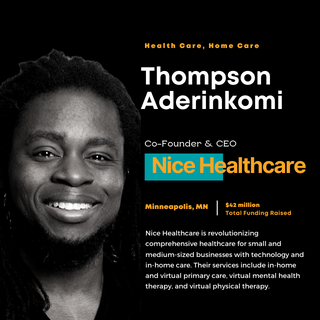 Health Care, Home Care
Thompson
Aderinkomi
Co-Founder & CEO
Nice Healthcare
Minneapolis, MN
$42 million
Total Funding Raised
Nice Healthcare is revolutionizing
comprehensive healthcare for small and
medium-sized businesses with technology and
in-home care. Their services include in-home
and virtual primary care, virtual mental health
therapy, and virtual physical therapy.